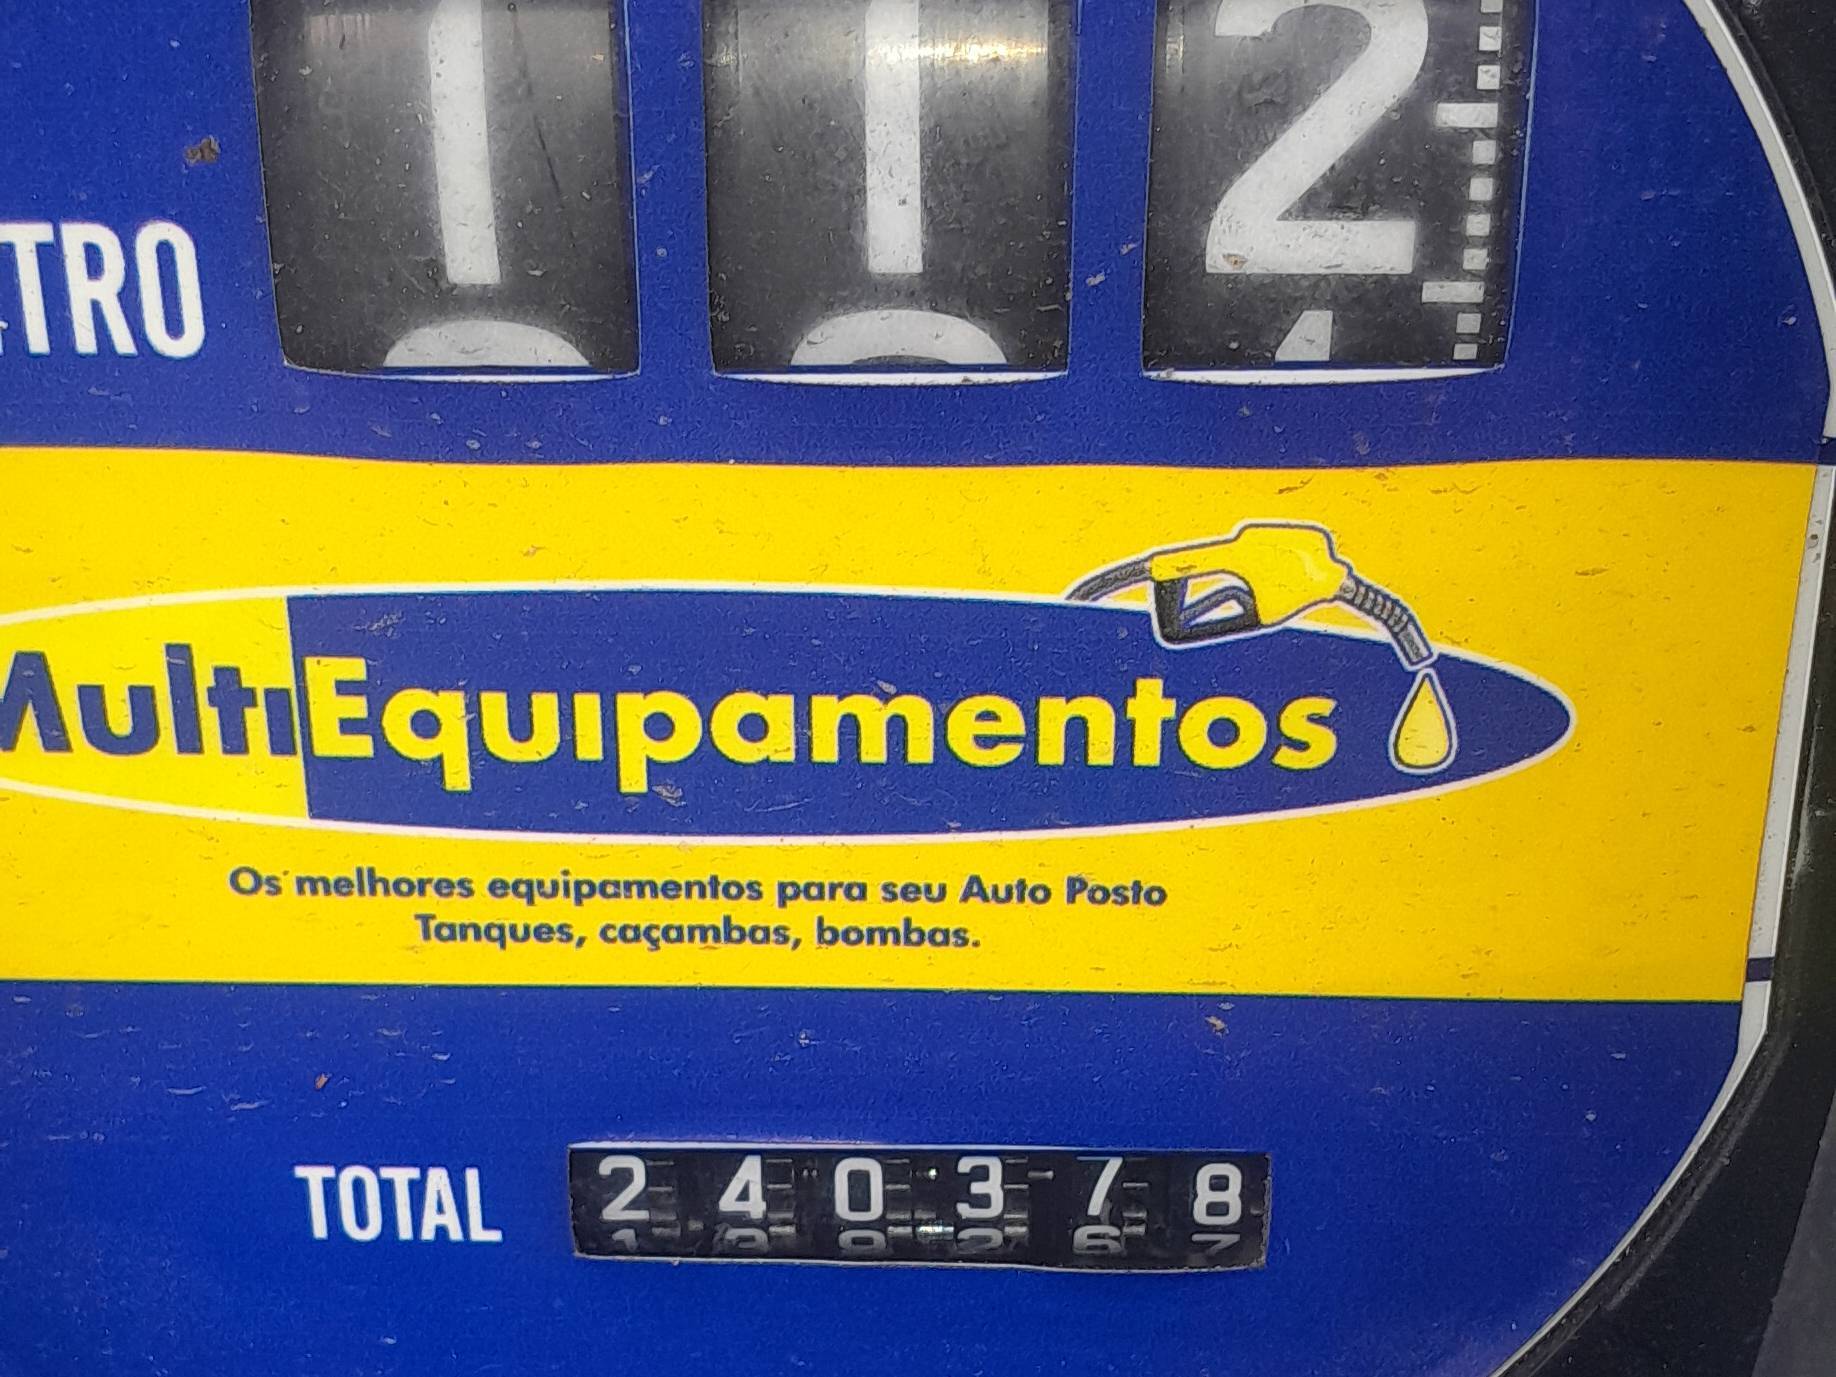 1 1 2
TRO
MultiEquipamentos
Os melhores equipamentos para seu Auto Posto
Tanques, caçambas, bombas.
TOTAL 2 4 0 3 7 8